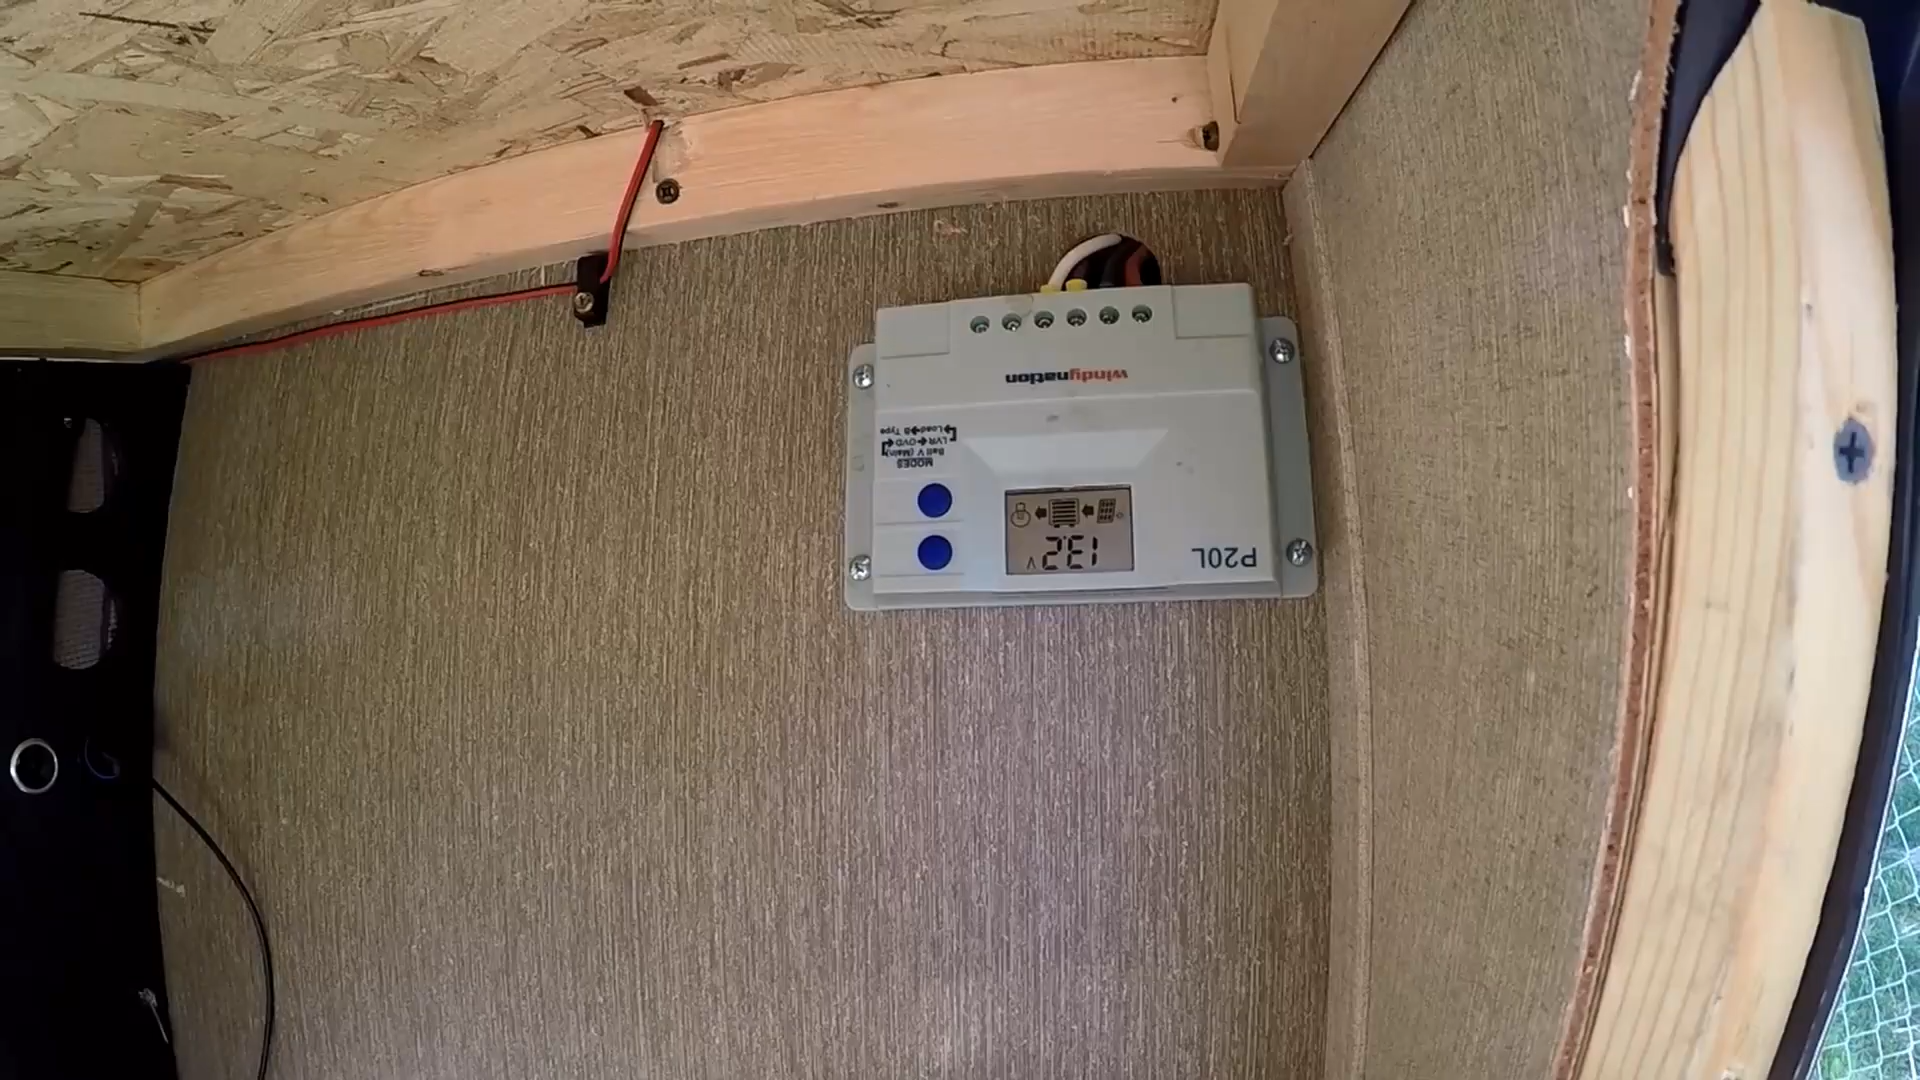 P20L
13.2 V
MODES
Batt V (Main)
LVR→OVD
Load←B Type
windynation